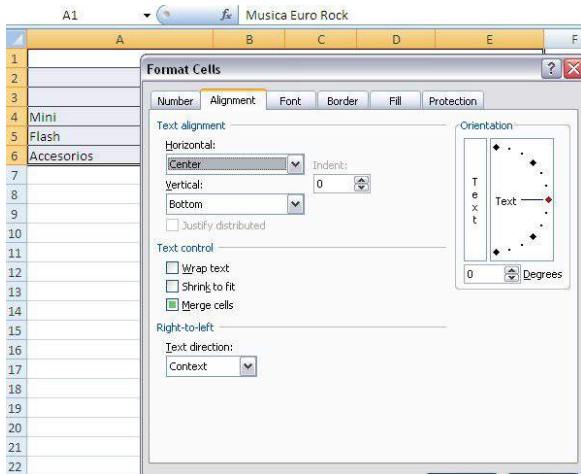 A1 fx Musica Euro Rock
A B C D E F
1
2
3
4 Mini
5 Flash
6 Accesorios
7
8
9
10
11
12
13
14
15
16
17
18
19
20
21
22
Format Cells ?
Number Alignment Font Border Fill Protection
Text alignment
Horizontal:
Center
Indent:
0
Vertical:
Bottom
Justify distributed
Text control
Wrap text
Shrink to fit
Merge cells
Right-to-left
Text direction:
Context
Orientation
Text
Text
0 Degrees